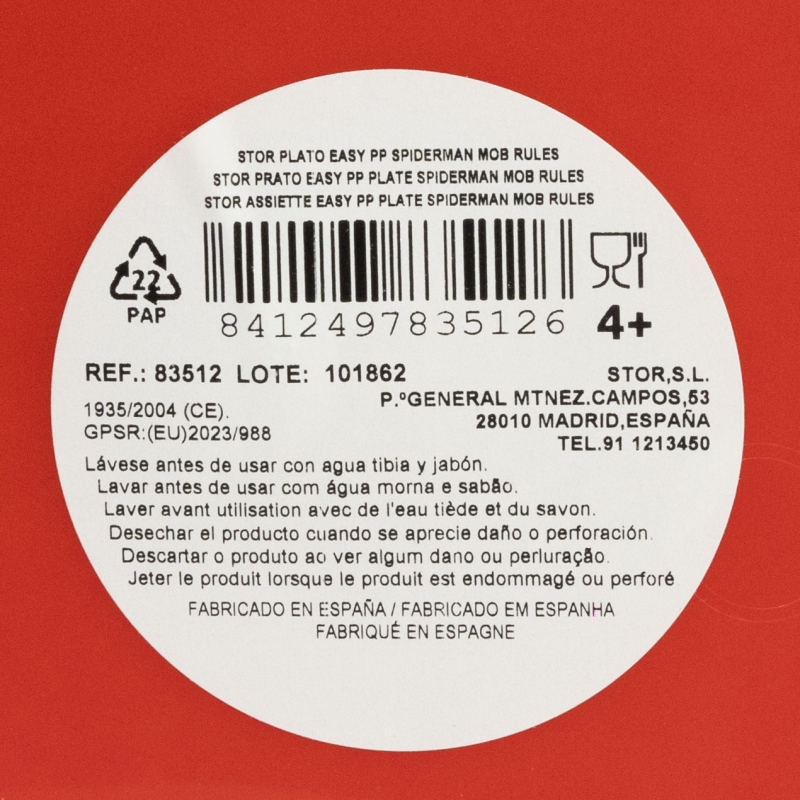 STOR PLATO EASY PP SPIDERMAN MOB RULES
STOR PRATO EASY PP PLATE SPIDERMAN MOB RULES
STOR ASSIETTE EASY PP PLATE SPIDERMAN MOB RULES
22
PAP
8412497835126
4+
REF.: 83512 LOTE: 101862
1935/2004 (CE).
GPSR:(EU)2023/988
STOR,S.L.
P.ºGENERAL MTNEZ.CAMPOS,53
28010 MADRID,ESPAÑA
TEL.91 1213450
Lávese antes de usar con agua tibia y jabón.
Lavar antes de usar com água morna e sabão.
Laver avant utilisation avec de l'eau tiède et du savon.
Desechar el producto cuando se aprecie daño o perforación.
Descartar o produto ao ver algum dano ou perluração.
Jeter le produit lorsque le produit est endommagé ou perforé
FABRICADO EN ESPAÑA / FABRICADO EM ESPANHA
FABRIQUÉ EN ESPAGNE